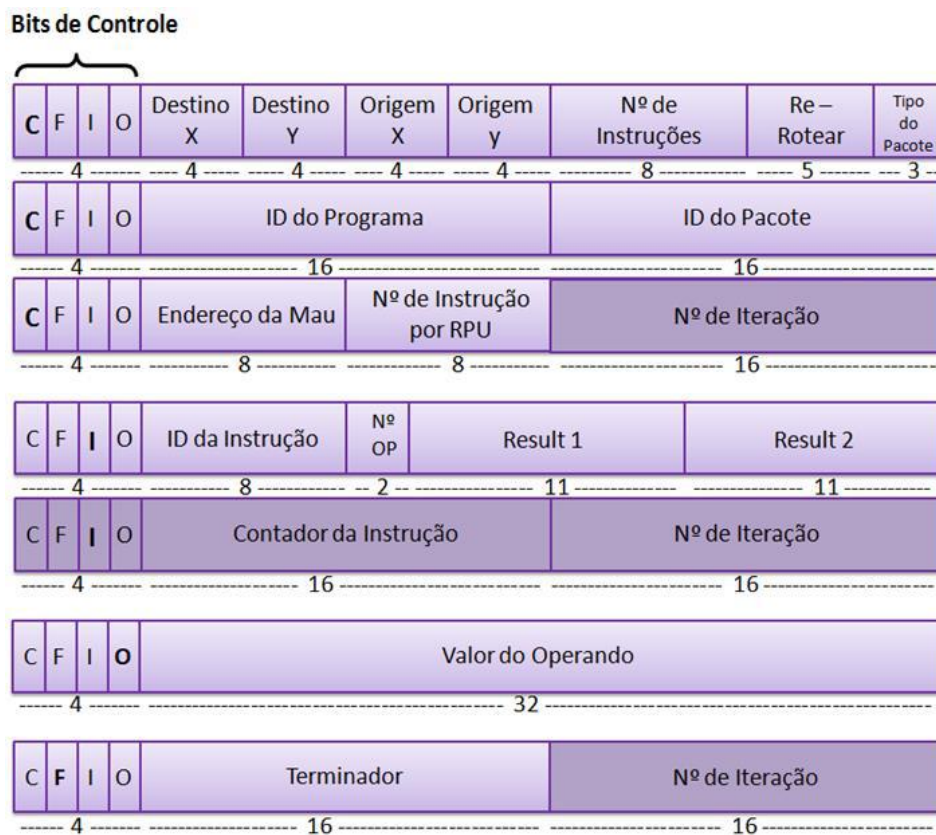 Bits de Controle
C F I O Destino X Destino Y Origem X Origem y Nº de Instruções Re – Rotear Tipo do Pacote
------ 4 ------ ---- 4 ----- ----- 4 ----- ---- 4 ----- ----------- 8 ----------- ----- 5 ------- --- 3 --
C F I O ID do Programa ID do Pacote
------ 4 ------ ------------------ 16 --------------------- ---------------------- 16 ------------------
C F I O Endereço da Mau Nº de Instrução por RPU Nº de Iteração
------ 4 ------ ----------- 8 ----------- ----------- 8 ----------- ---------------------- 16 ------------------
C F I O ID da Instrução Nº OP Result 1 Result 2
------ 4 ------ ----------- 8 ----------- -- 2 -- --------------- 11 --------------- --------------- 11 ------------
C F I O Contador da Instrução Nº de Iteração
------ 4 ------ ------------------ 16 --------------------- ---------------------- 16 ------------------
C F I O Valor do Operando
------ 4 ------ ----------------------------------------- 32 -------------------------------------------
C F I O Terminador Nº de Iteração
------ 4 ------ ------------------ 16 --------------------- ---------------------- 16 ------------------